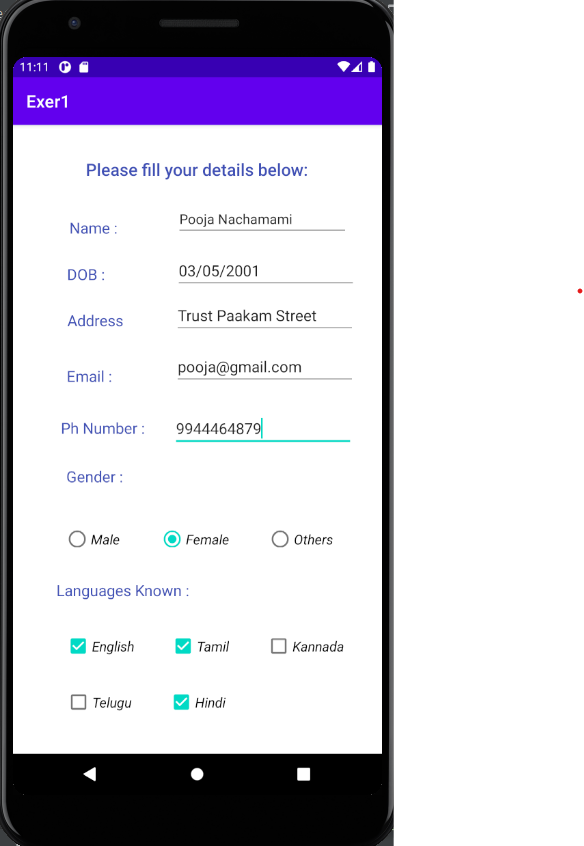 11:11
Exer1
Please fill your details below:
Name : Pooja Nachamami
DOB : 03/05/2001
Address Trust Paakam Street
Email : pooja@gmail.com
Ph Number : 9944464879
Gender :
Male Female Others
Languages Known :
English Tamil Kannada
Telugu Hindi